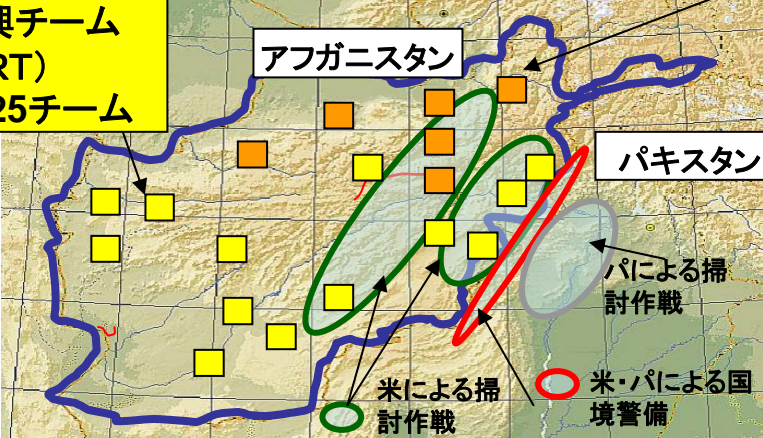 興チーム
RT）
25チーム
アフガニスタン
パキスタン
パによる掃
討作戦
米による掃
討作戦
米・パによる国
境警備